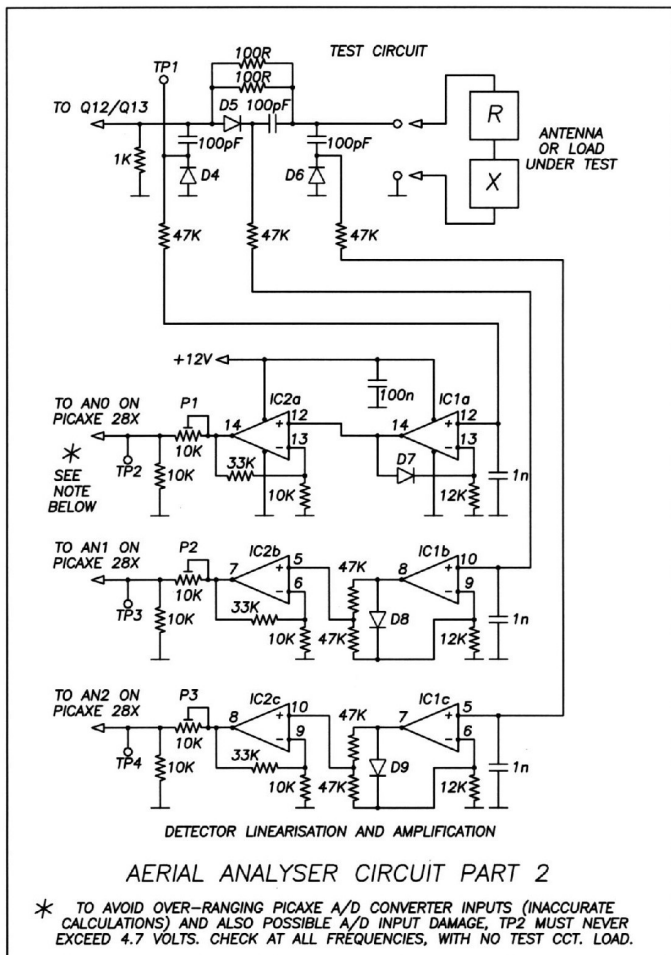 TEST CIRCUIT
TP1
100R
100R
TO Q12/Q13
D5
100pF
100pF
100pF
1K
D4
D6
R
X
ANTENNA
OR LOAD
UNDER TEST
47K
47K
47K
+12V
100n
TO AN0 ON
PICAXE 28X
P1
IC2a
IC1a
14
12
13
14
12
13
*
SEE
NOTE
BELOW
TP2
10K
10K
33K
10K
D7
12K
1n
TO AN1 ON
PICAXE 28X
P2
IC2b
47K
IC1b
7
5
6
8
10
9
TP3
10K
10K
33K
10K
47K
D8
12K
1n
TO AN2 ON
PICAXE 28X
P3
IC2c
47K
IC1c
8
10
9
7
5
6
TP4
10K
10K
33K
10K
47K
D9
12K
1n
DETECTOR LINEARISATION AND AMPLIFICATION
AERIAL ANALYSER CIRCUIT PART 2
* TO AVOID OVER-RANGING PICAXE A/D CONVERTER INPUTS (INACCURATE
CALCULATIONS) AND ALSO POSSIBLE A/D INPUT DAMAGE, TP2 MUST NEVER
EXCEED 4.7 VOLTS. CHECK AT ALL FREQUENCIES, WITH NO TEST CCT. LOAD.